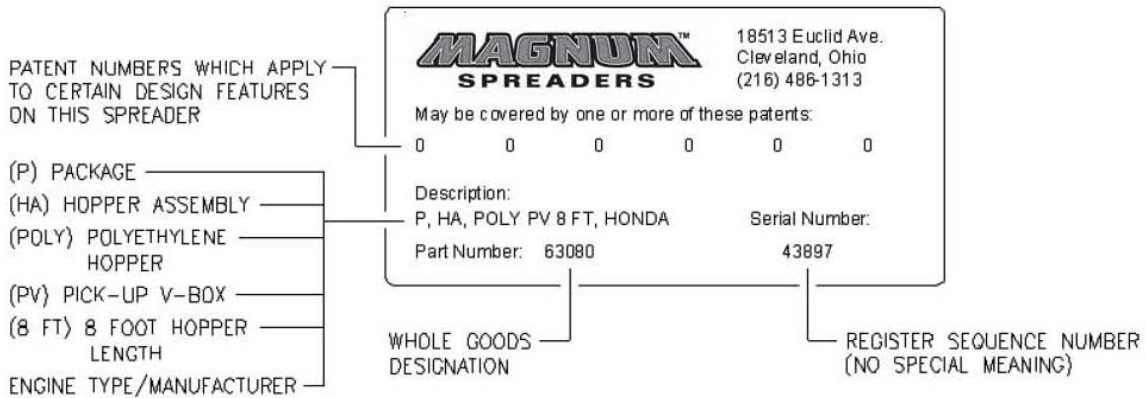 PATENT NUMBERS WHICH APPLY
TO CERTAIN DESIGN FEATURES
ON THIS SPREADER
(P) PACKAGE
(HA) HOPPER ASSEMBLY
(POLY) POLYETHYLENE
HOPPER
(PV) PICK-UP V-BOX
(8 FT) 8 FOOT HOPPER
LENGTH
ENGINE TYPE/MANUFACTURER
MAGNUM™
SPREADERS
18513 Euclid Ave.
Cleveland, Ohio
(216) 486-1313
May be covered by one or more of these patents:
0 0 0 0 0 0
Description:
P, HA, POLY PV 8 FT, HONDA
Serial Number:
Part Number: 63080
43897
WHOLE GOODS
DESIGNATION
REGISTER SEQUENCE NUMBER
(NO SPECIAL MEANING)